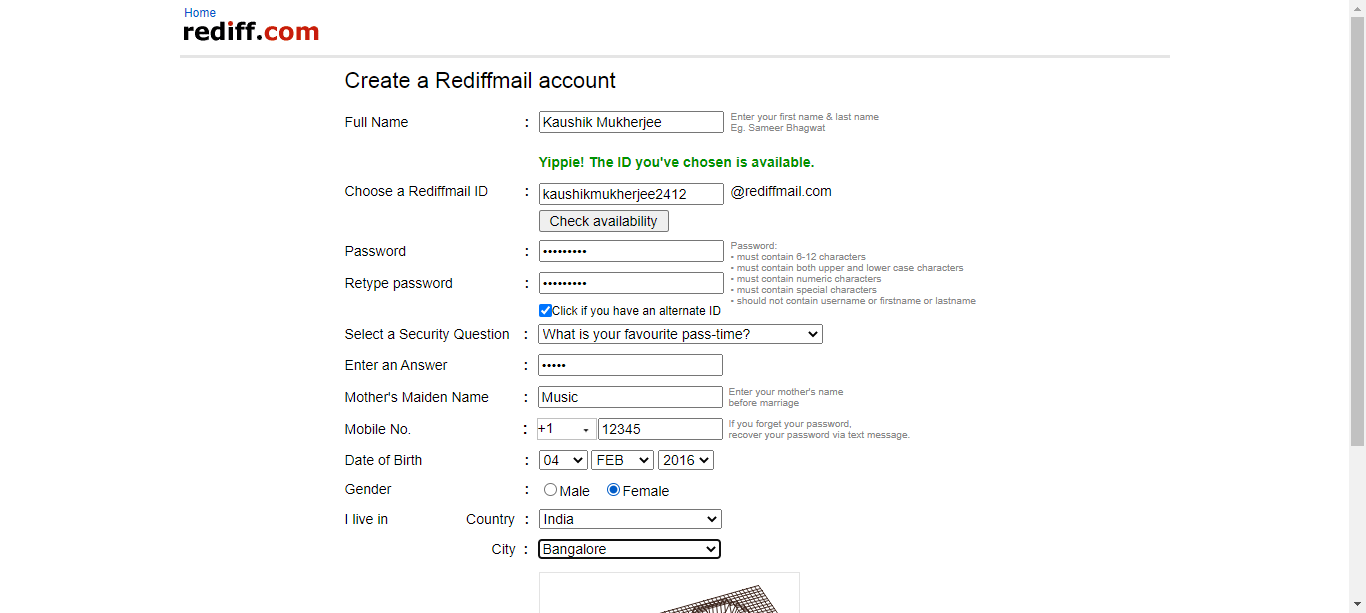 Home
rediff.com
Create a Rediffmail account
Full Name : Kaushik Mukherjee Enter your first name & last name
Eg. Sameer Bhagwat
Yippie! The ID you've chosen is available.
Choose a Rediffmail ID : kaushikmukherjee2412 @rediffmail.com
Check availability
Password : ••••••••• Password:
• must contain 6-12 characters
• must contain both upper and lower case characters
• must contain numeric characters
• must contain special characters
• should not contain username or firstname or lastname
Retype password : •••••••••
Click if you have an alternate ID
Select a Security Question : What is your favourite pass-time?
Enter an Answer : •••••
Mother's Maiden Name : Music Enter your mother's name
before marriage
Mobile No. : +1 12345 If you forget your password,
recover your password via text message.
Date of Birth : 04 FEB 2016
Gender : Male Female
I live in Country : India
City : Bangalore